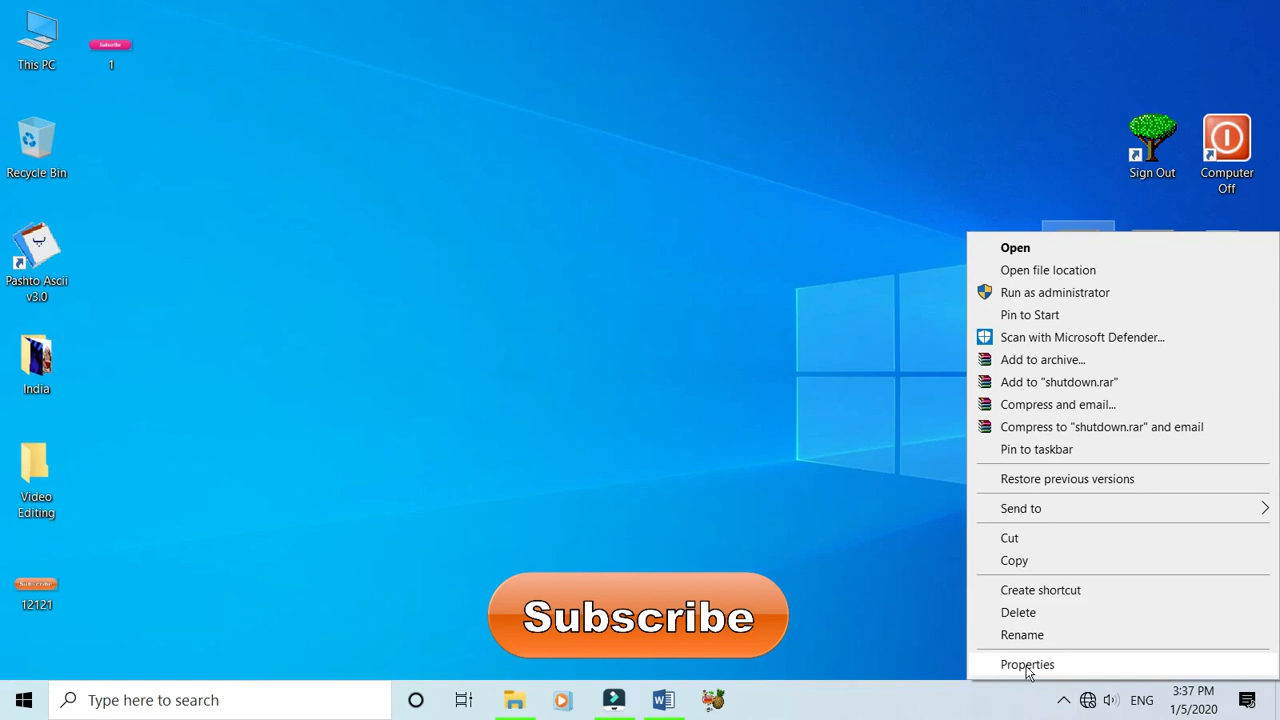 This PC
Subscribe
1
Recycle Bin
Pashto Ascii
v3.0
India
Video
Editing
Subscribe
12121
Sign Out
Computer
Off
Open
Open file location
Run as administrator
Pin to Start
Scan with Microsoft Defender...
Add to archive...
Add to "shutdown.rar"
Compress and email...
Compress to "shutdown.rar" and email
Pin to taskbar
Restore previous versions
Send to
Cut
Copy
Create shortcut
Delete
Rename
Properties
Subscribe
Type here to search
W
ENG
3:37 PM
1/5/2020